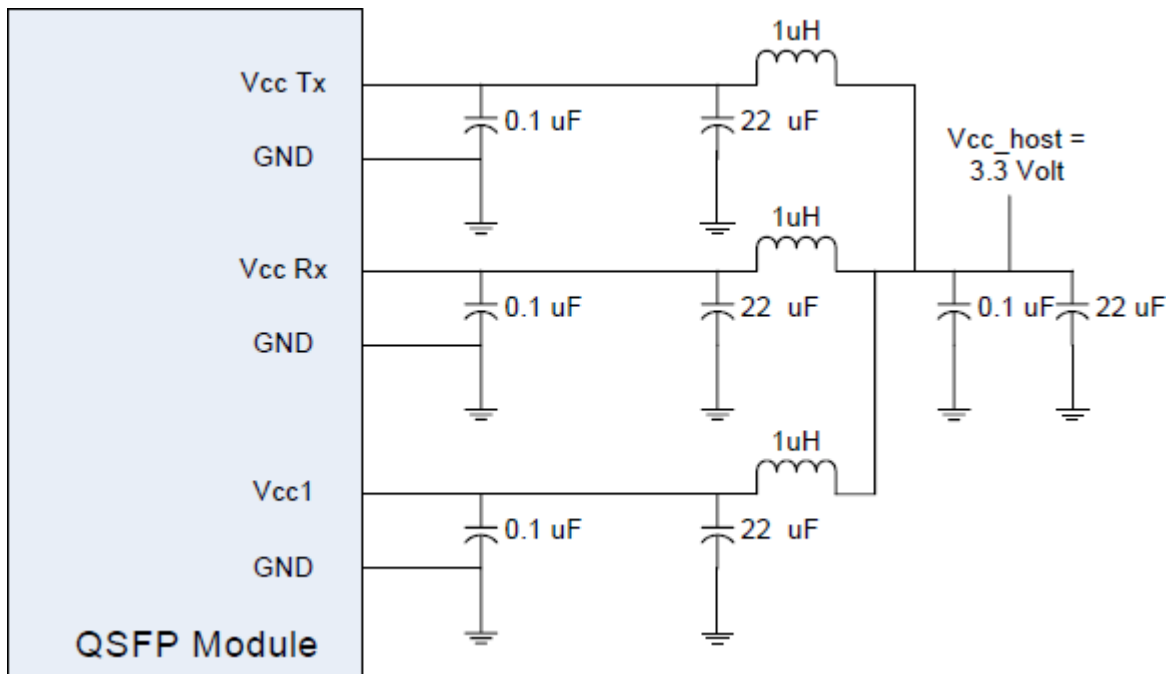 1uH
Vcc Tx
0.1 uF
22 uF
GND
Vcc_host =
3.3 Volt
1uH
Vcc Rx
0.1 uF
22 uF
0.1 uF
22 uF
GND
1uH
Vcc1
0.1 uF
22 uF
GND
QSFP Module